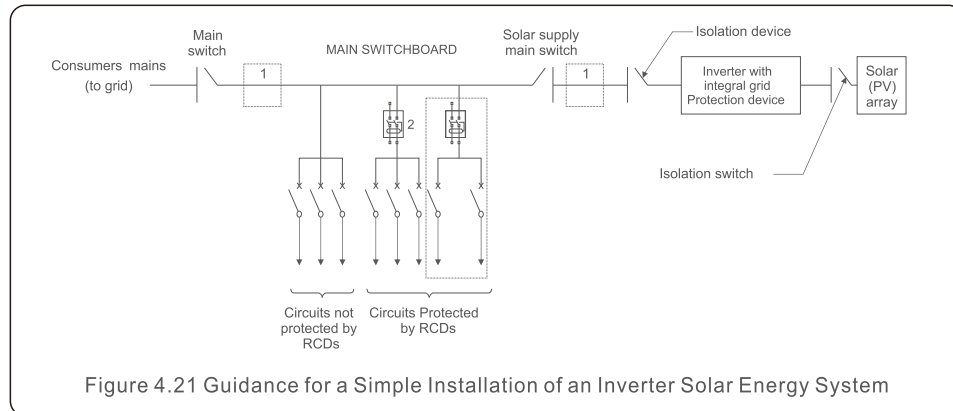 Main
switch
MAIN SWITCHBOARD
Solar supply
main switch
Isolation device
Consumers mains
(to grid)
1
1
Inverter with
integral grid
Protection device
Solar
(PV)
array
2
Isolation switch
Circuits not
protected by
RCDs
Circuits Protected
by RCDs
Figure 4.21 Guidance for a Simple Installation of an Inverter Solar Energy System